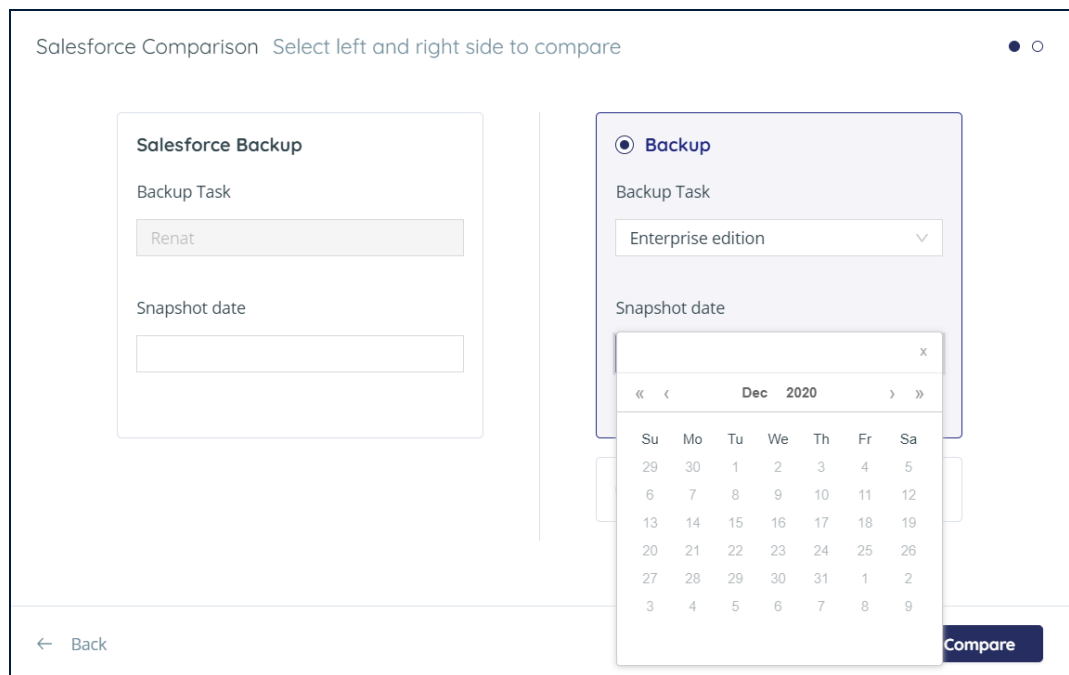 Salesforce Comparison Select left and right side to compare
Salesforce Backup
Backup Task
Renat
Snapshot date
Backup
Backup Task
Enterprise edition
Snapshot date
x
« ‹ Dec 2020 › »
Su Mo Tu We Th Fr Sa
29 30 1 2 3 4 5
6 7 8 9 10 11 12
13 14 15 16 17 18 19
20 21 22 23 24 25 26
27 28 29 30 31 1 2
3 4 5 6 7 8 9
← Back
Compare